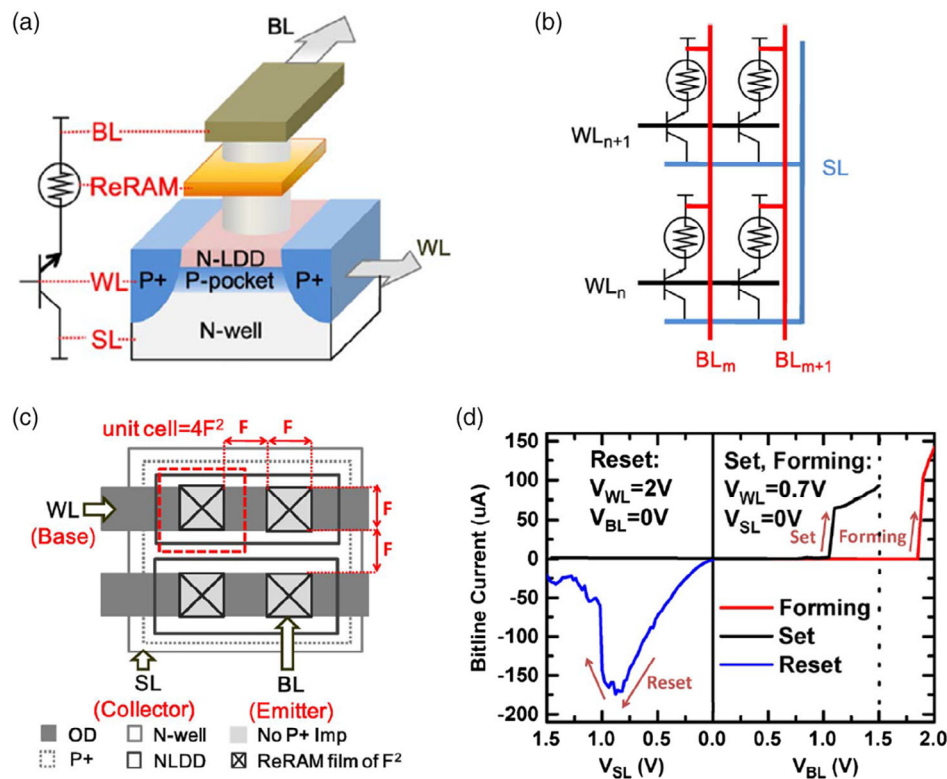 (a)
BL
BL
ReRAM
WL
N-LDD
P+
P-pocket
P+
WL
SL
N-well
(b)
WLn+1
SL
WLn
BLm
BLm+1
(c)
unit cell=4F²
F
F
WL
(Base)
F
F
SL
BL
(Collector)
(Emitter)
OD
N-well
No P+ Imp
P+
NLDD
ReRAM film of F²
(d)
Bitline Current (uA)
150
100
50
0
-50
-100
-150
-200
Reset:
VWL=2V
VBL=0V
Set, Forming:
VWL=0.7V
VSL=0V
Set
Forming
Reset
Forming
Set
Reset
1.5
1.0
0.5
0.0
0.5
1.0
1.5
2.0
VSL (V)
VBL (V)